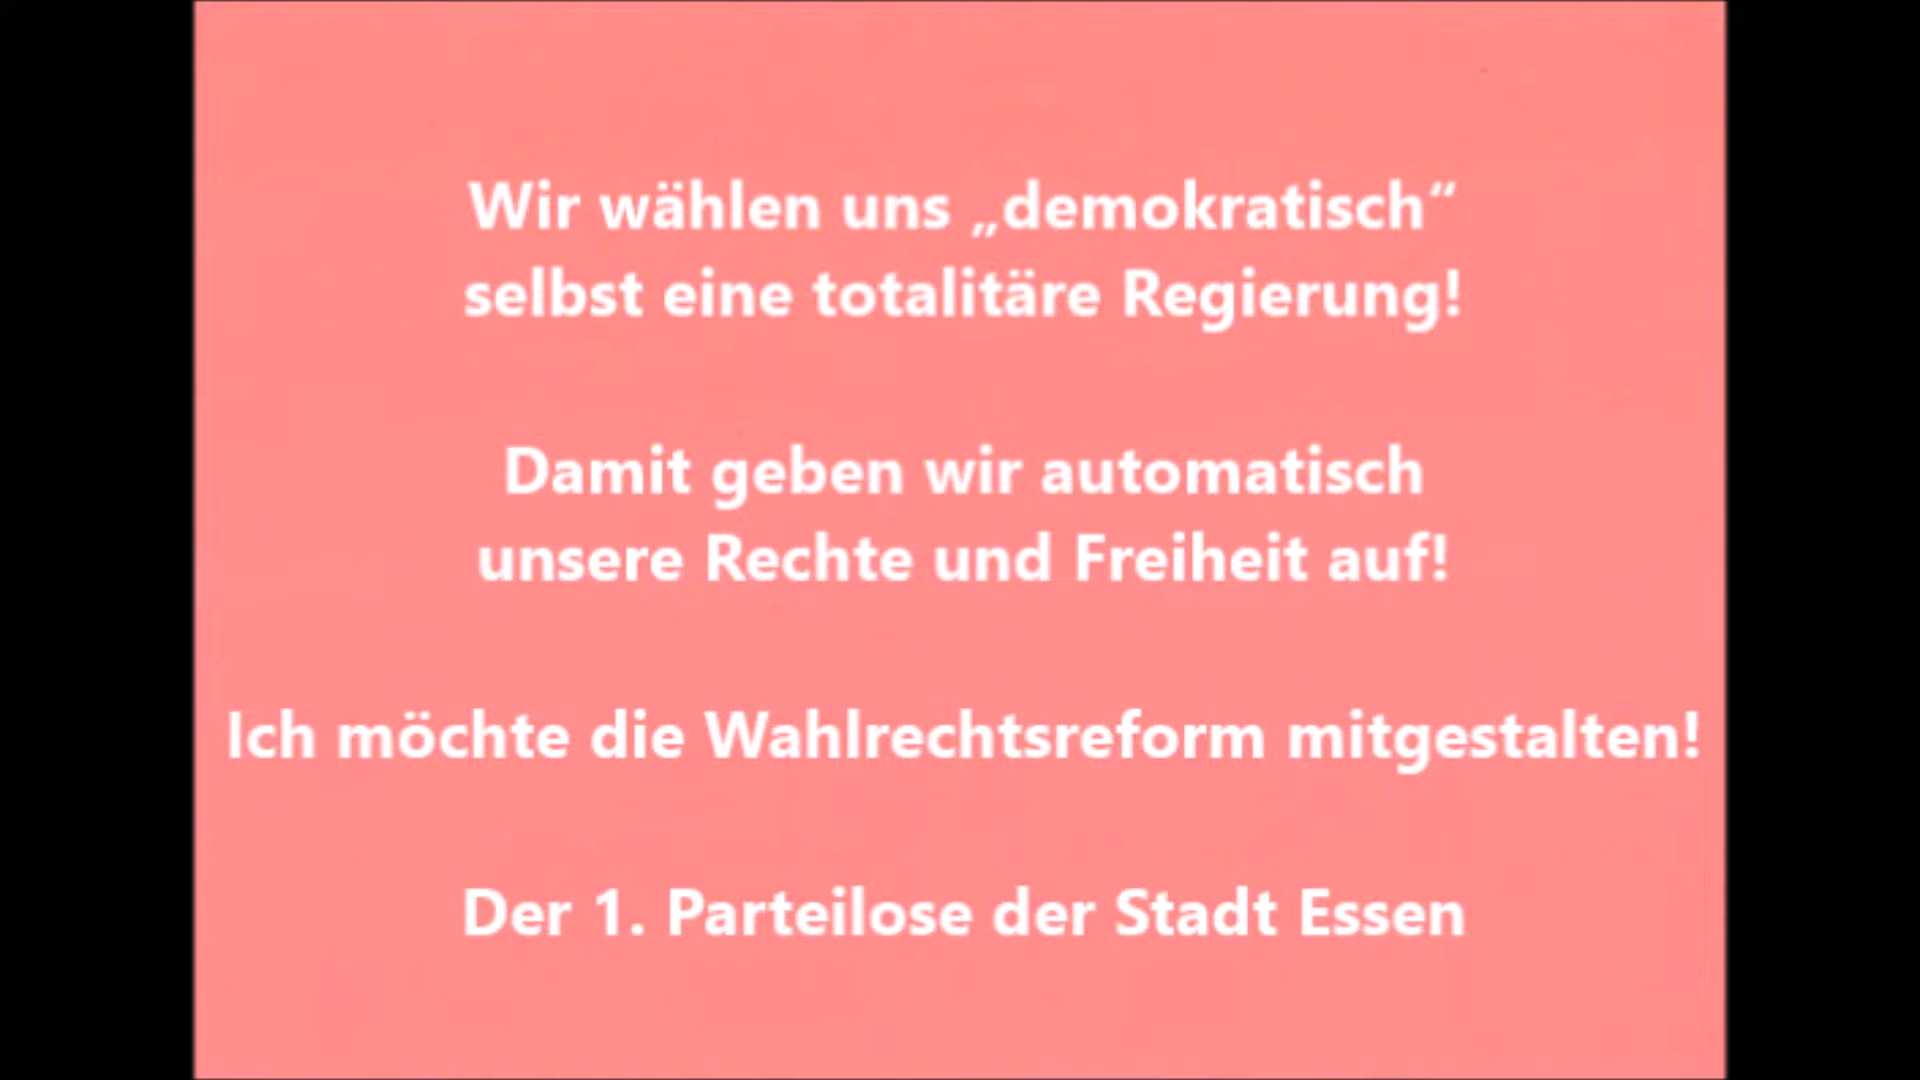 Wir wählen uns „demokratisch“
selbst eine totalitäre Regierung!
Damit geben wir automatisch
unsere Rechte und Freiheit auf!
Ich möchte die Wahlrechtsreform mitgestalten!
Der 1. Parteilose der Stadt Essen